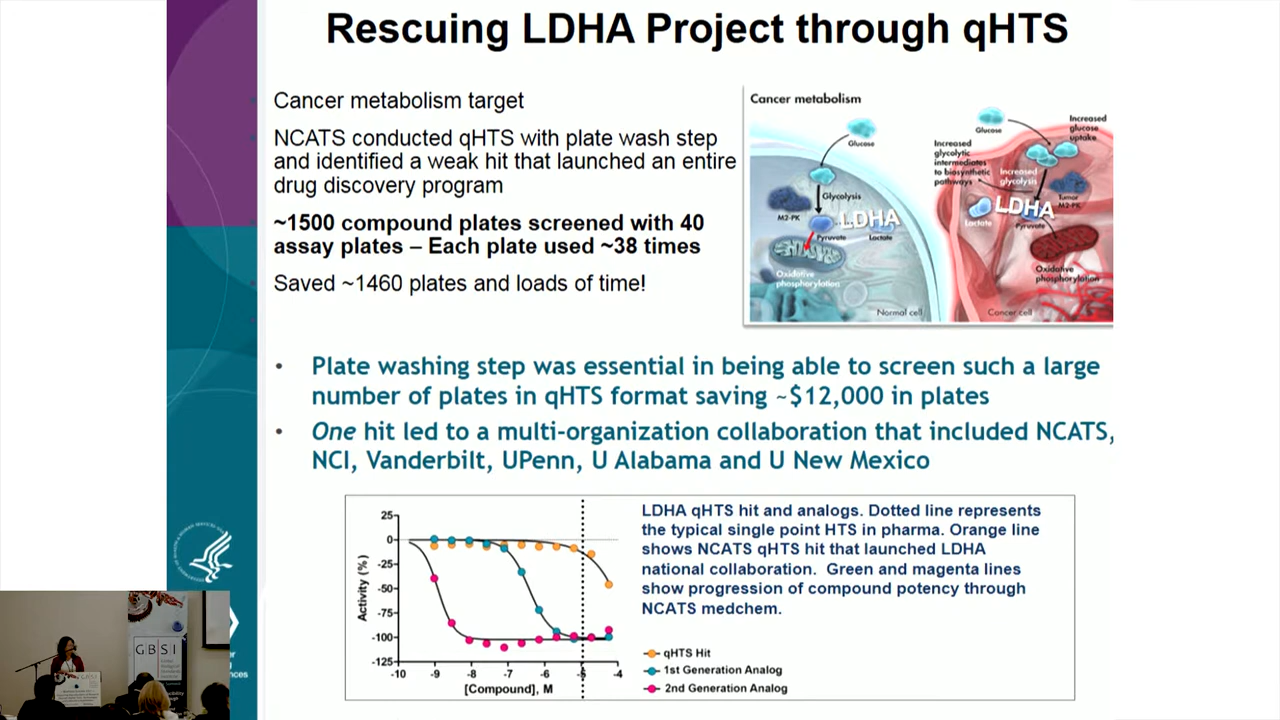 Rescuing LDHA Project through qHTS
Cancer metabolism target
NCATS conducted qHTS with plate wash step
and identified a weak hit that launched an entire
drug discovery program
~1500 compound plates screened with 40
assay plates – Each plate used ~38 times
Saved ~1460 plates and loads of time!
Cancer metabolism
Glucose
Glycolysis
M2-PK
LDHA
Pyruvate
Lactate
Oxidative
phosphorylation
Normal cell
Glucose
Increased
glucose
uptake
Increased
glycolytic
intermediates
to biosynthetic
pathways
Increased
glycolysis
Tumor
M2-PK
LDHA
Lactate
Pyruvate
Oxidative
phosphorylation
Cancer cell
• Plate washing step was essential in being able to screen such a large
number of plates in qHTS format saving ~$12,000 in plates
• One hit led to a multi-organization collaboration that included NCATS,
NCI, Vanderbilt, UPenn, U Alabama and U New Mexico
25
0
-25
-50
-75
-100
-125
Activity (%)
-10 -9 -8 -7 -6 -5 -4
[Compound], M
LDHA qHTS hit and analogs. Dotted line represents
the typical single point HTS in pharma. Orange line
shows NCATS qHTS hit that launched LDHA
national collaboration. Green and magenta lines
show progression of compound potency through
NCATS medchem.
qHTS Hit
1st Generation Analog
2nd Generation Analog
GBSI